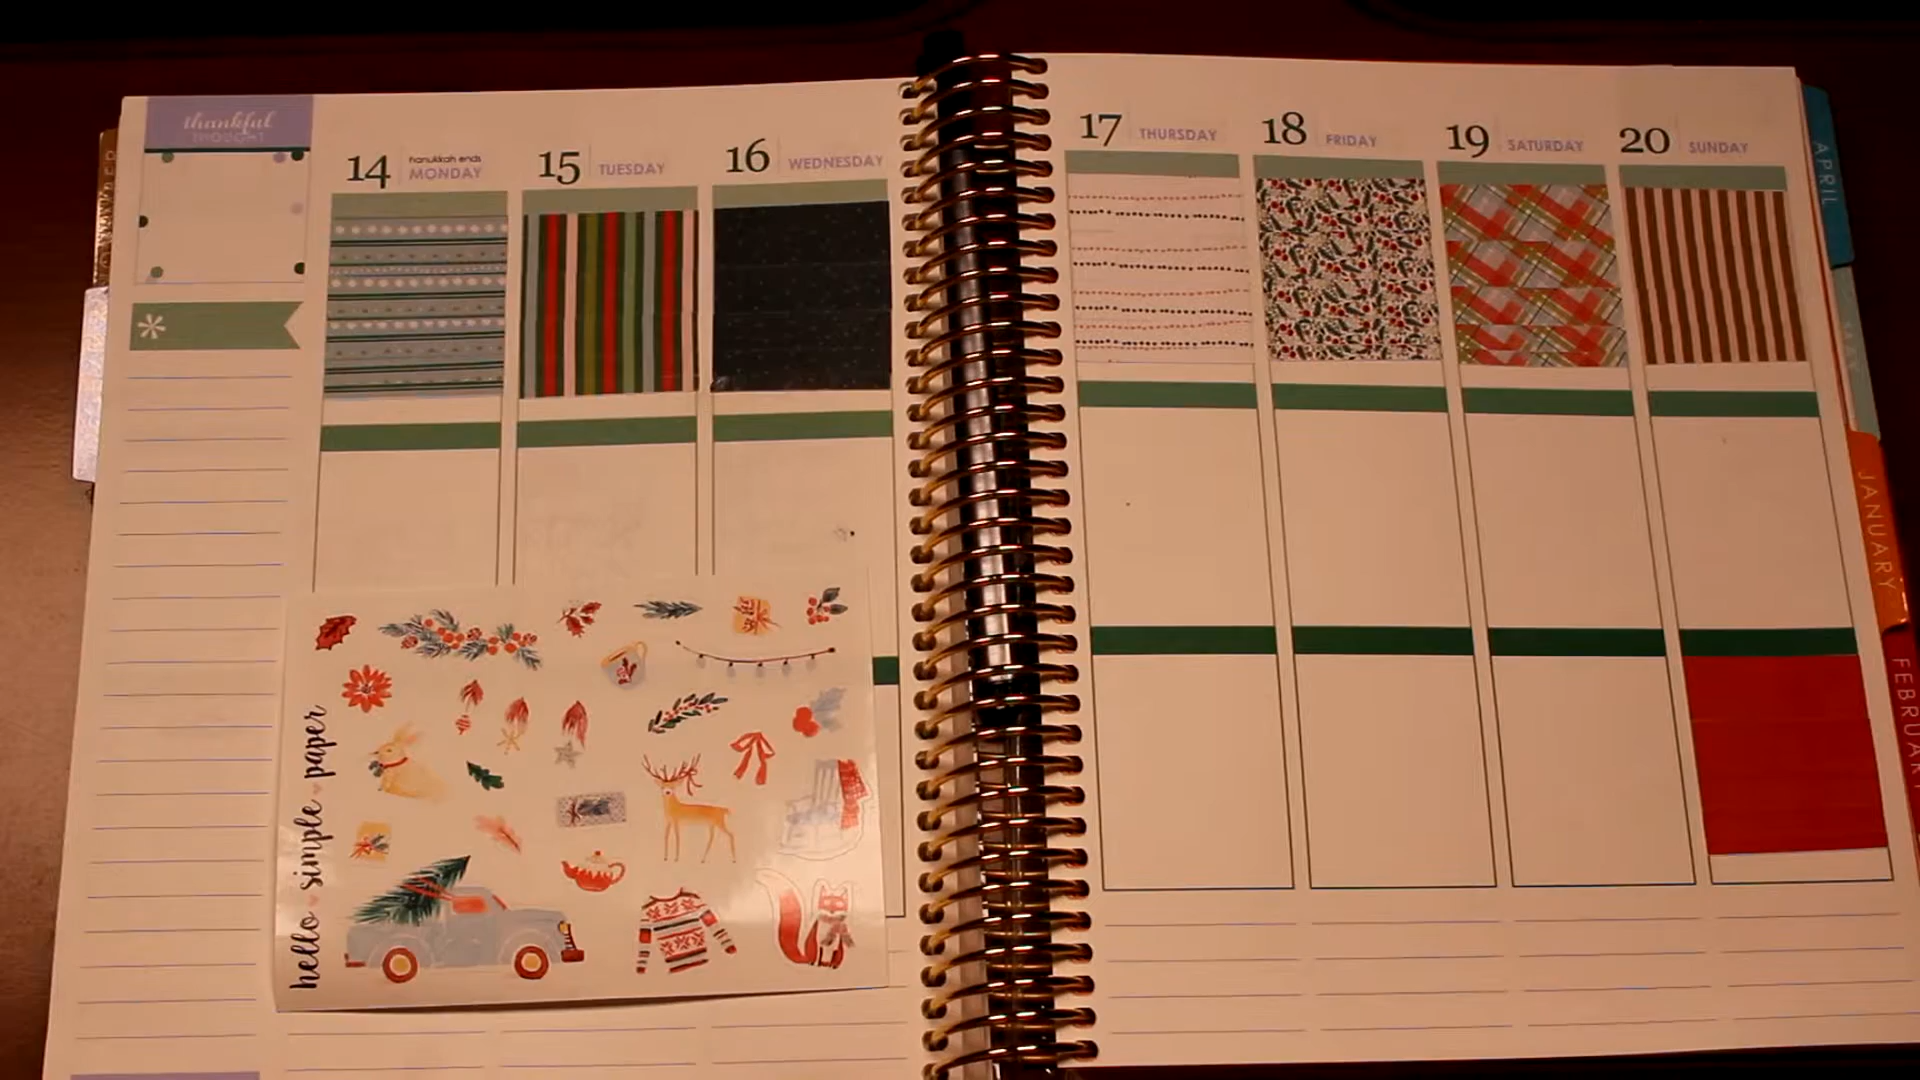 thankful
THOUGHT
14 hanukkah ends
MONDAY
15 TUESDAY
16 WEDNESDAY
17 THURSDAY
18 FRIDAY
19 SATURDAY
20 SUNDAY
hello simple paper
APRIL
JANUARY
FEBRUARY